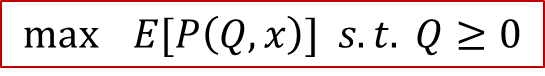 max E[P(Q, x)] s.t. Q ≥ 0